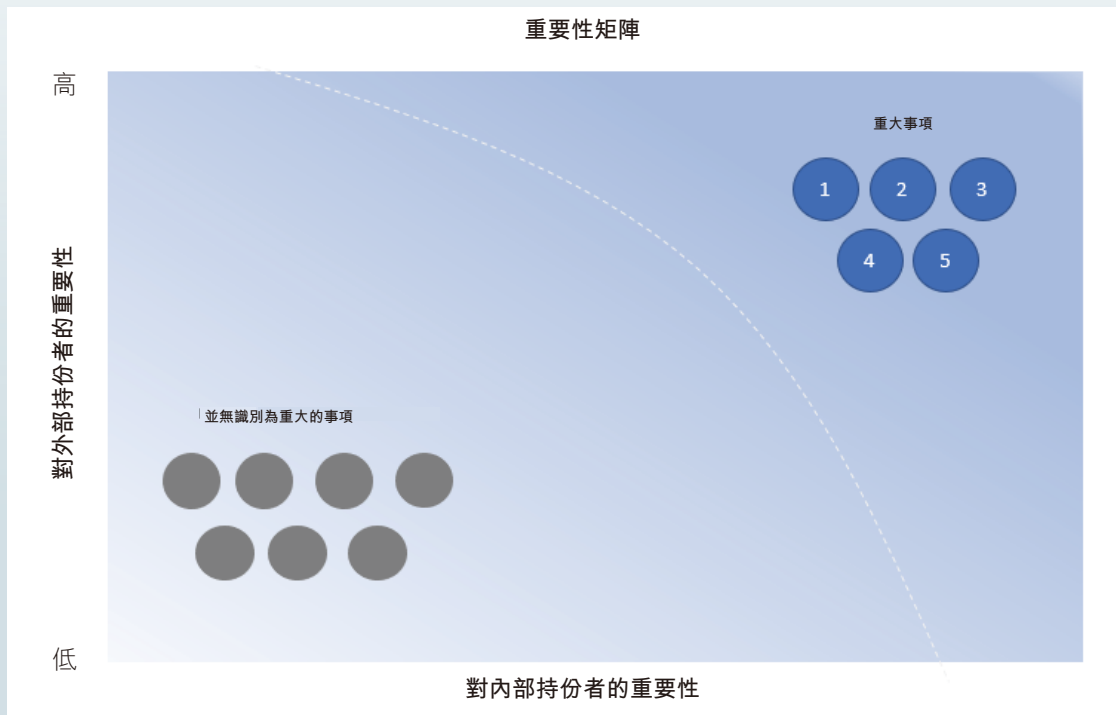 重要性矩陣
高
重大事項
1 2 3
4 5
對外部持份者的重要性
並無識別為重大的事項
低
對內部持份者的重要性